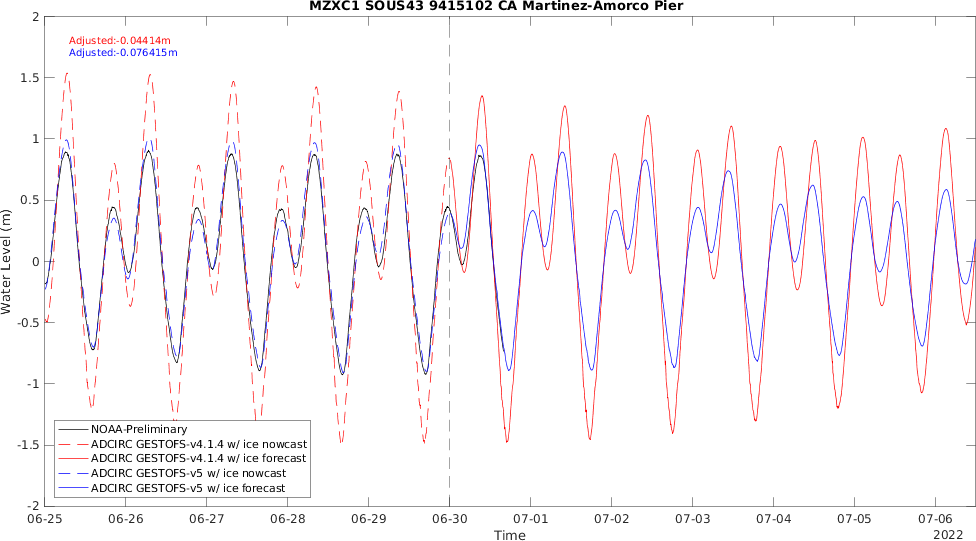 MZXC1 SOUS43 9415102 CA Martinez-Amorco Pier
Adjusted:-0.04414m
Adjusted:-0.076415m
Water Level (m)
2
1.5
1
0.5
0
-0.5
-1
-1.5
-2
NOAA-Preliminary
ADCIRC GESTOFS-v4.1.4 w/ ice nowcast
ADCIRC GESTOFS-v4.1.4 w/ ice forecast
ADCIRC GESTOFS-v5 w/ ice nowcast
ADCIRC GESTOFS-v5 w/ ice forecast
06-25 06-26 06-27 06-28 06-29 06-30 07-01 07-02 07-03 07-04 07-05 07-06
Time
2022